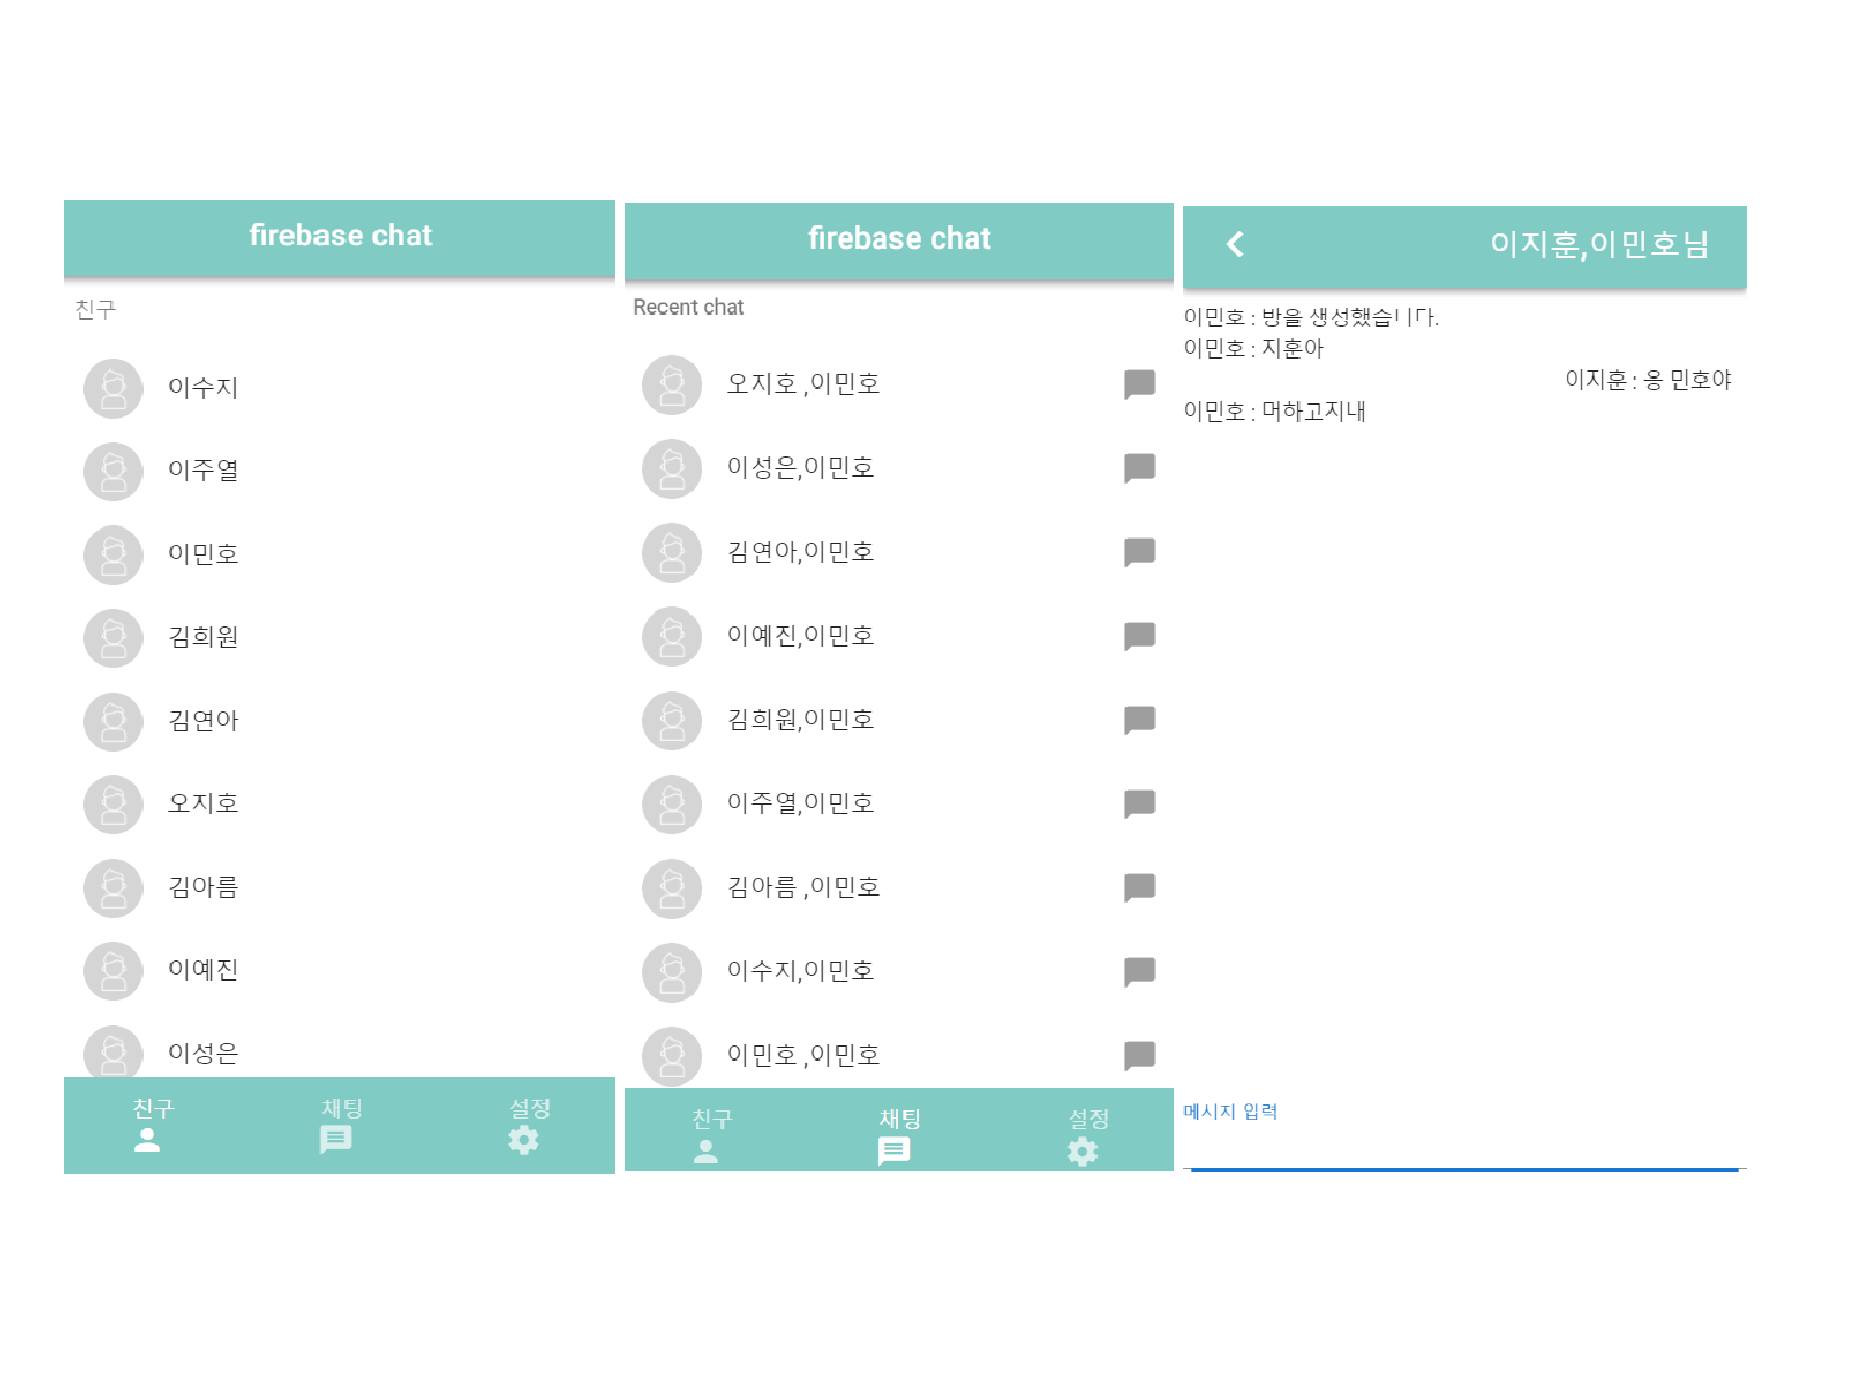 firebase chat
친구
이수지
이주열
이민호
김희원
김연아
오지호
김아름
이예진
이성은
친구 채팅 설정
firebase chat
Recent chat
오지호 ,이민호
이성은,이민호
김연아,이민호
이예진,이민호
김희원,이민호
이주열,이민호
김아름 ,이민호
이수지,이민호
이민호 ,이민호
친구 채팅 설정
이지훈,이민호님
이민호 : 방을 생성했습니다.
이민호 : 지훈아
이지훈 : 응 민호야
이민호 : 머하고지내
메시지 입력